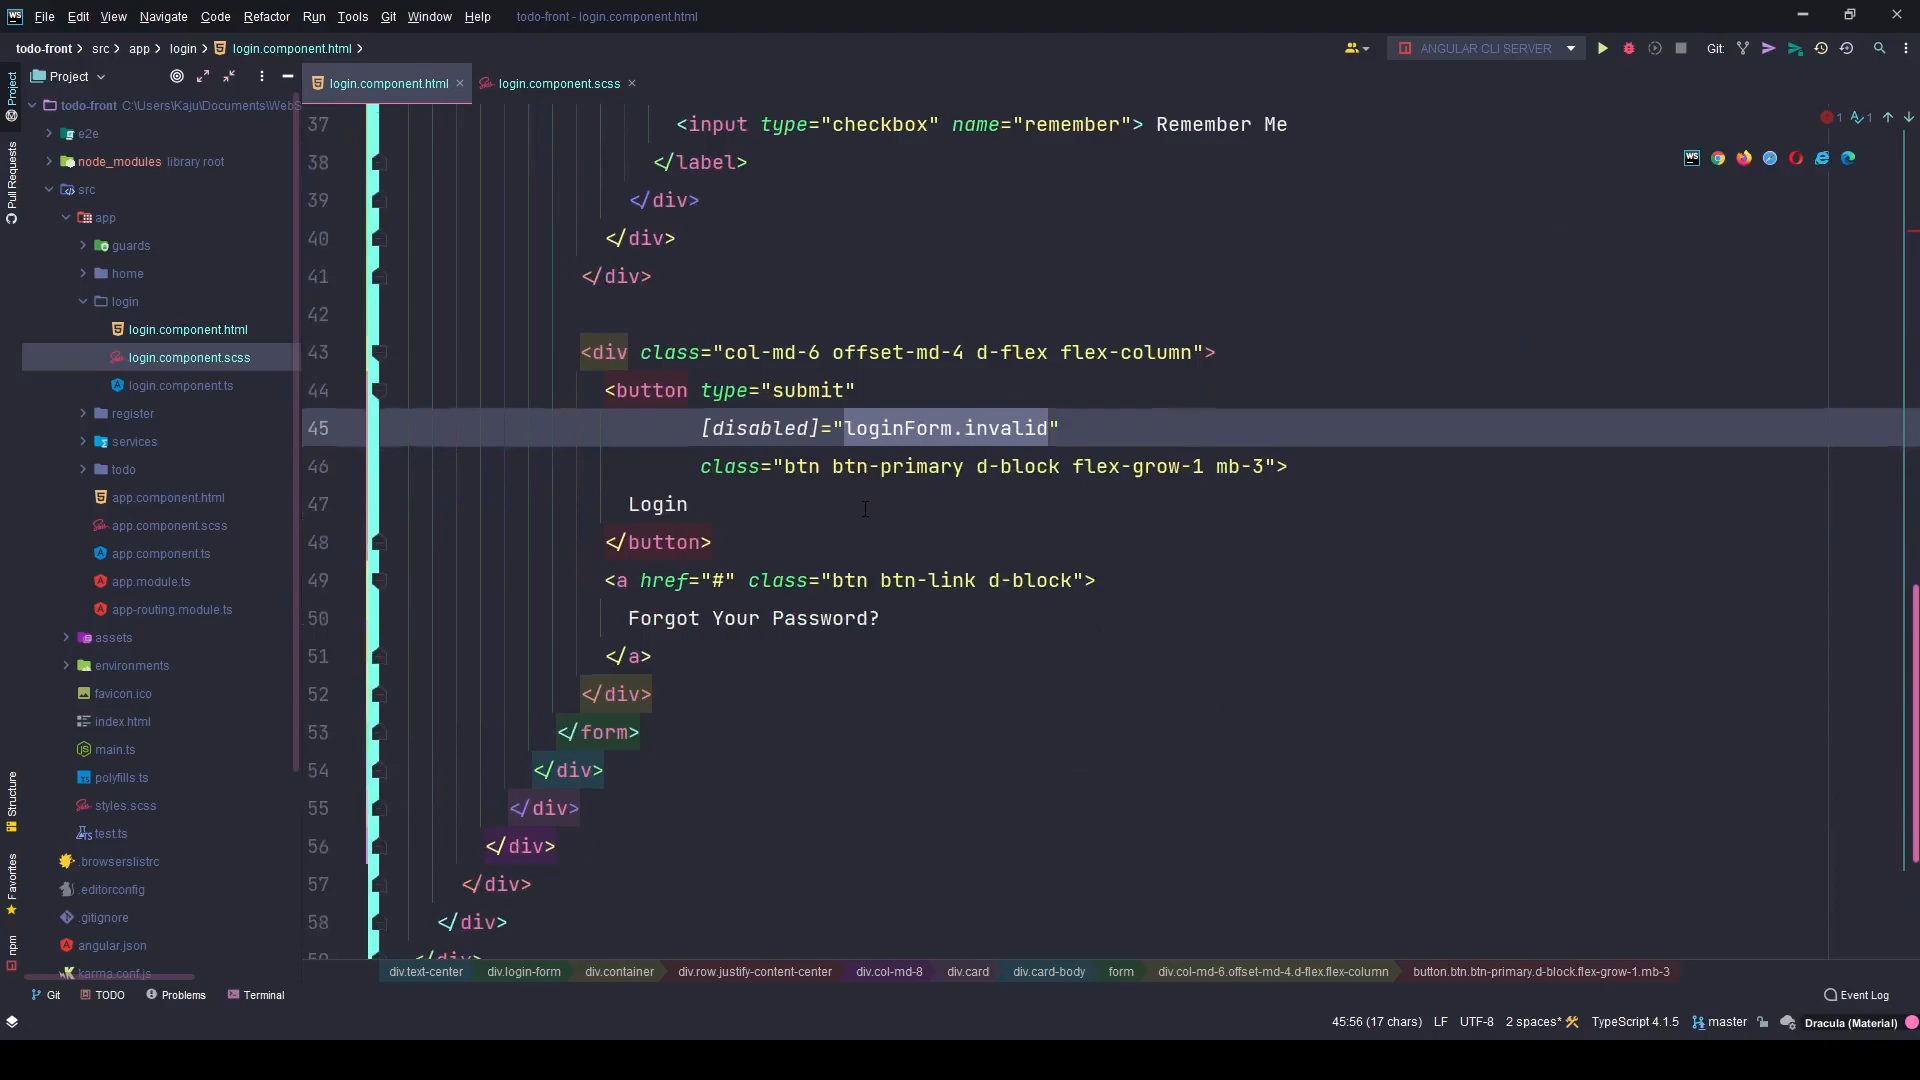 WS File Edit View Navigate Code Refactor Run Tools Git Window Help todo-front - login.component.html
todo-front src app login login.component.html ANGULAR CLI SERVER Git:
Project
login.component.html login.component.scss
Project
Pull Requests
Structure
Favorites
npm
todo-front C:\Users\Kaju\Documents\WebS
e2e
node_modules library root
src
app
guards
home
login
login.component.html
login.component.scss
login.component.ts
register
services
todo
app.component.html
app.component.scss
app.component.ts
app.module.ts
app-routing.module.ts
assets
environments
favicon.ico
index.html
main.ts
polyfills.ts
styles.scss
test.ts
.browserslistrc
.editorconfig
.gitignore
angular.json
karma.conf.js
1 1
WS
37 <input type="checkbox" name="remember"> Remember Me
38 </label>
39 </div>
40 </div>
41 </div>
42
43 <div class="col-md-6 offset-md-4 d-flex flex-column">
44 <button type="submit"
45 [disabled]="loginForm.invalid"
46 class="btn btn-primary d-block flex-grow-1 mb-3">
47 Login
48 </button>
49 <a href="#" class="btn btn-link d-block">
50 Forgot Your Password?
51 </a>
52 </div>
53 </form>
54 </div>
55 </div>
56 </div>
57 </div>
58 </div>
59 </div>
div.text-center div.login-form div.container div.row.justify-content-center div.col-md-8 div.card div.card-body form div.col-md-6.offset-md-4.d-flex.flex-column button.btn.btn-primary.d-block.flex-grow-1.mb-3
Git TODO Problems Terminal Event Log
45:56 (17 chars) LF UTF-8 2 spaces* TypeScript 4.1.5 master Dracula (Material)